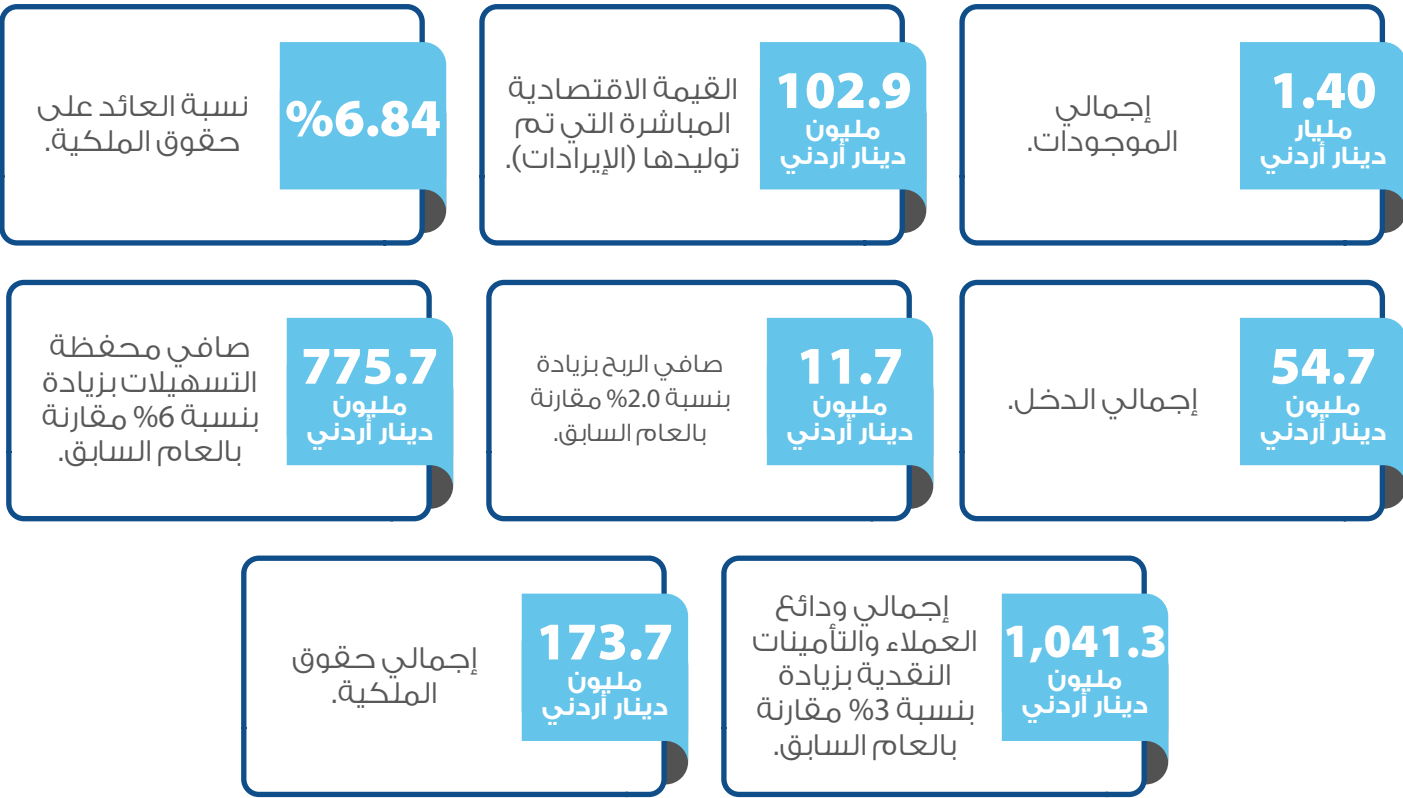 1.40
مليار
دينار أردني
إجمالي
الموجودات.
102.9
مليون
دينار أردني
القيمة الاقتصادية
المباشرة التي تم
توليدها (الإيرادات).
%6.84
نسبة العائد على
حقوق الملكية.
54.7
مليون
دينار أردني
إجمالي الدخل.
11.7
مليون
دينار أردني
صافي الربح بزيادة
بنسبة 2.0% مقارنة
بالعام السابق.
775.7
مليون
دينار أردني
صافي محفظة
التسهيلات بزيادة
بنسبة 6% مقارنة
بالعام السابق.
1,041.3
مليون
دينار أردني
إجمالي ودائع
العملاء والتأمينات
النقدية بزيادة
بنسبة 3% مقارنة
بالعام السابق.
173.7
مليون
دينار أردني
إجمالي حقوق
الملكية.